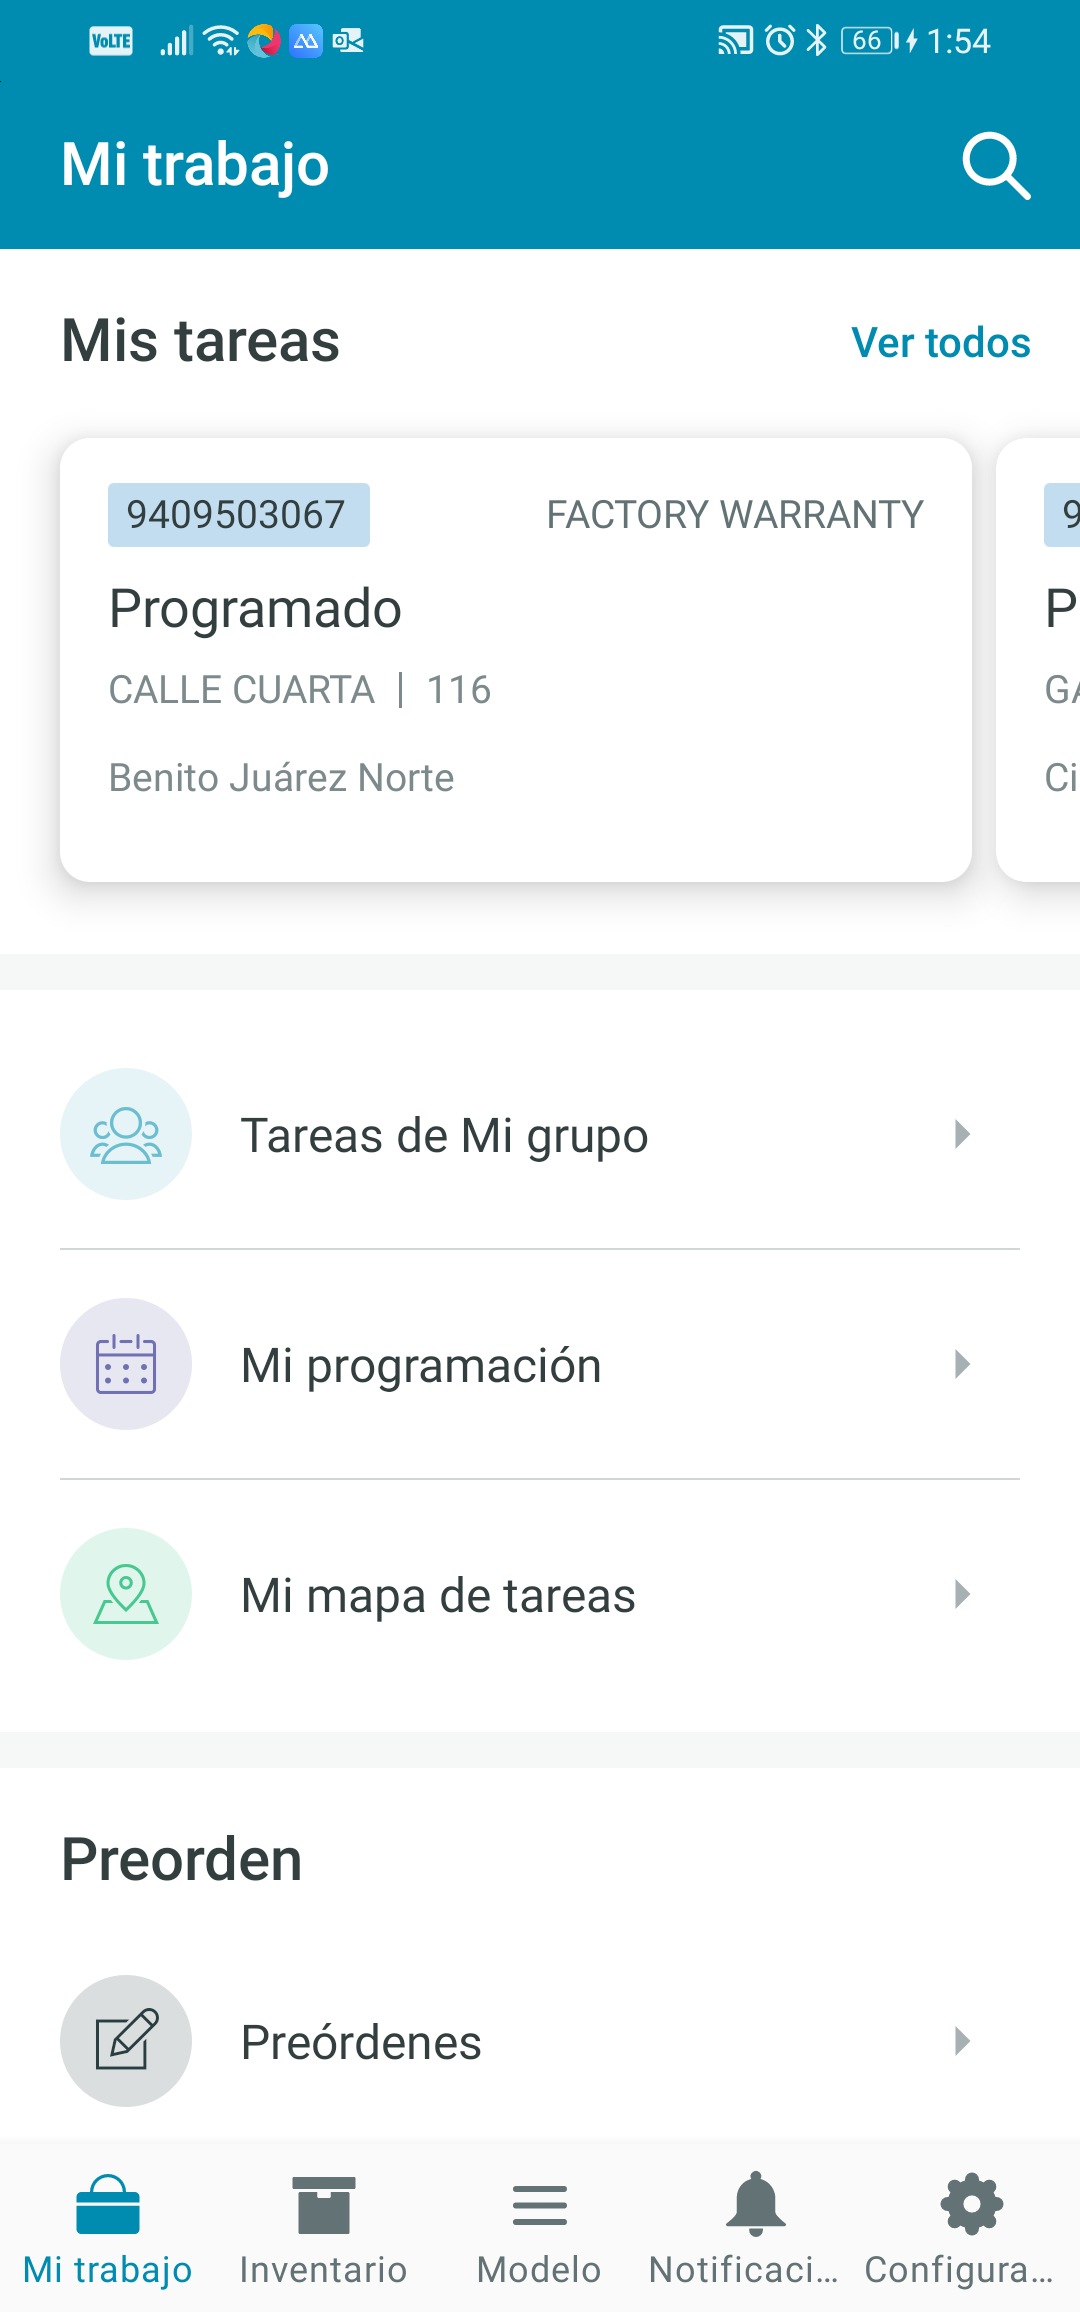 VoLTE 66 1:54
Mi trabajo
Mis tareas Ver todos
9409503067 FACTORY WARRANTY 9
Programado P
CALLE CUARTA | 116 GA
Benito Juárez Norte Ci
Tareas de Mi grupo
Mi programación
Mi mapa de tareas
Preorden
Preórdenes
Mi trabajo Inventario Modelo Notificaci... Configura...